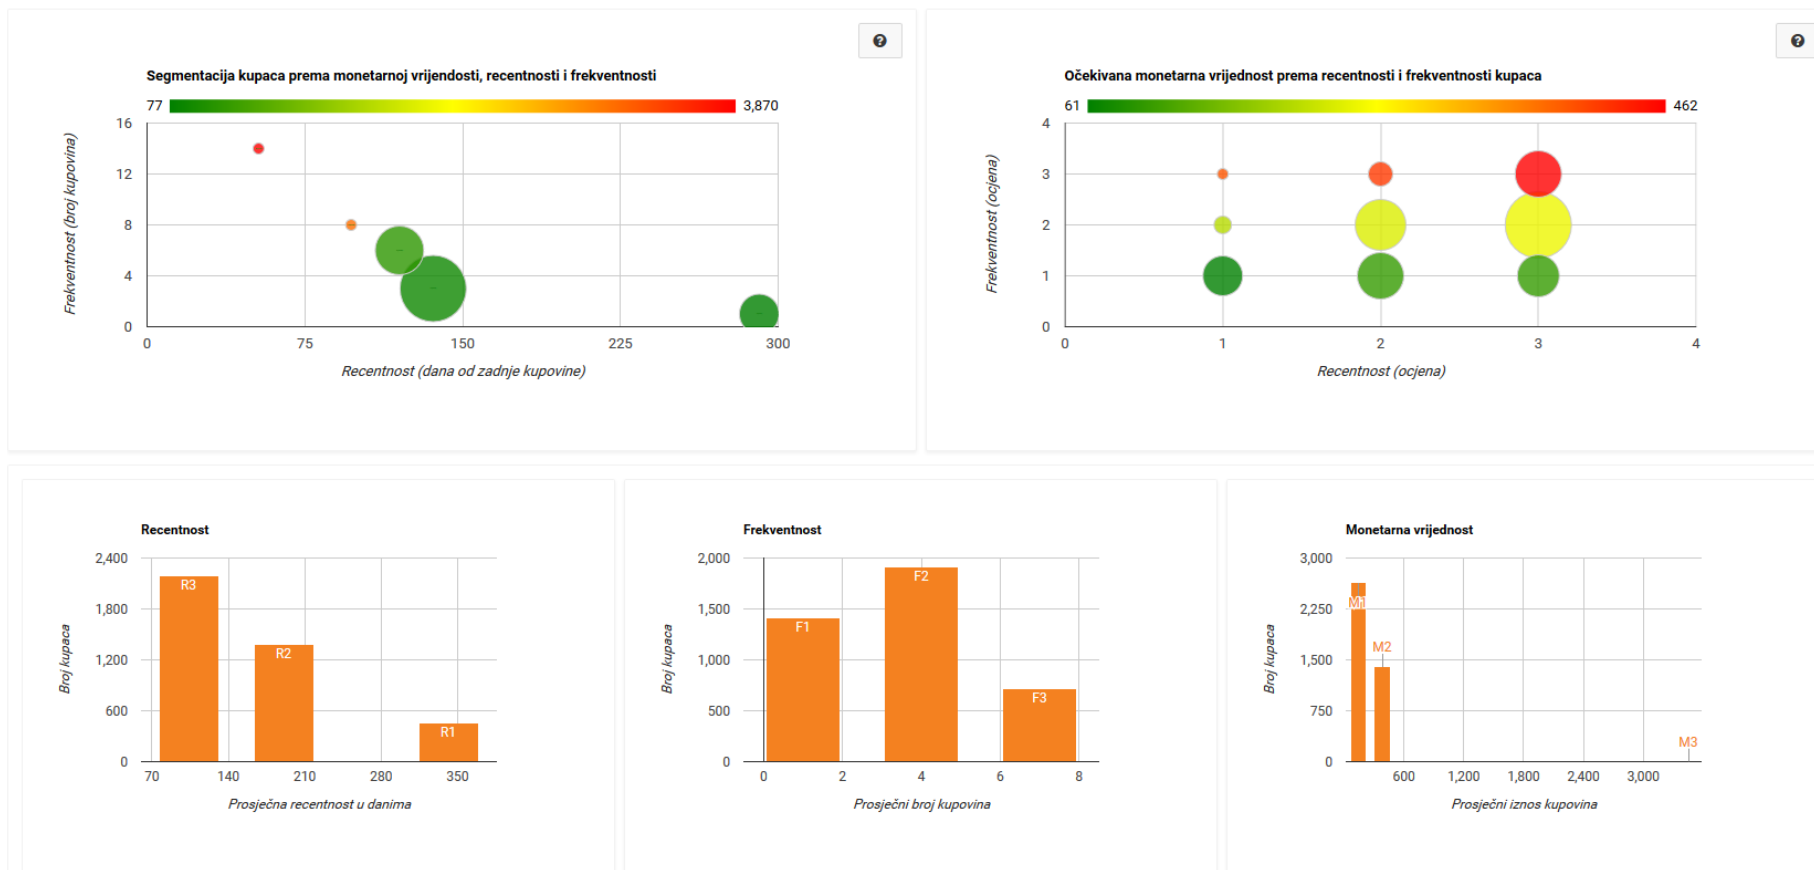 Segmentacija kupaca prema monetarnoj vrijendosti, recentnosti i frekventnosti
77 3,870
Frekventnost (broj kupovina)
16
12
8
4
0
0 75 150 225 300
Recentnost (dana od zadnje kupovine)
Očekivana monetarna vrijednost prema recentnosti i frekventnosti kupaca
61 462
Frekventnost (ocjena)
4
3
2
1
0
0 1 2 3 4
Recentnost (ocjena)
Recentnost
Broj kupaca
2,400
1,800
1,200
600
0
R3
R2
R1
70 140 210 280 350
Prosječna recentnost u danima
Frekventnost
Broj kupaca
2,000
1,500
1,000
500
0
F1
F2
F3
0 2 4 6 8
Prosječni broj kupovina
Monetarna vrijednost
Broj kupaca
3,000
2,250
1,500
750
0
M1
M2
M3
600 1,200 1,800 2,400 3,000
Prosječni iznos kupovina